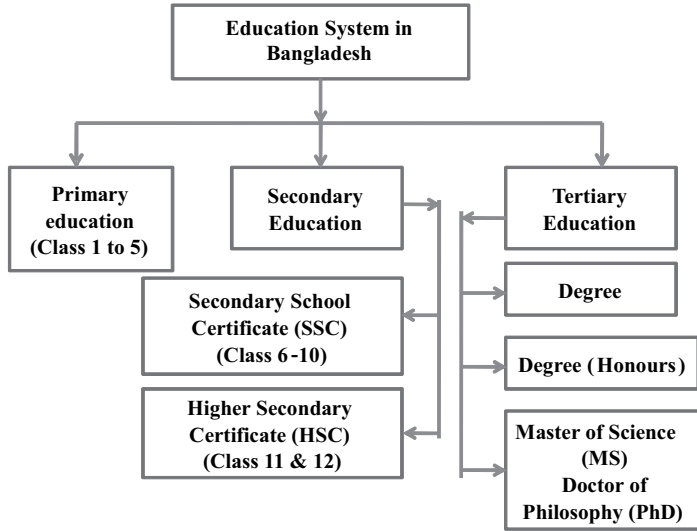 Education System in
Bangladesh
Primary
education
(Class 1 to 5)
Secondary
Education
Tertiary
Education
Secondary School
Certificate (SSC)
(Class 6-10)
Higher Secondary
Certificate (HSC)
(Class 11 & 12)
Degree
Degree (Honours)
Master of Science
(MS)
Doctor of
Philosophy (PhD)